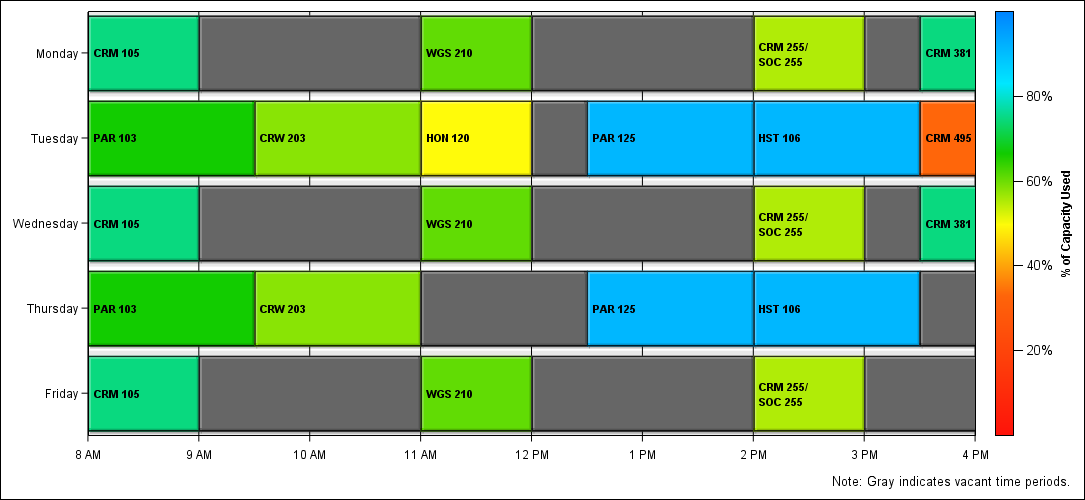 Monday
CRM 105
WGS 210
CRM 255/
SOC 255
CRM 381
Tuesday
PAR 103
CRW 203
HON 120
PAR 125
HST 106
CRM 495
Wednesday
CRM 105
WGS 210
CRM 255/
SOC 255
CRM 381
Thursday
PAR 103
CRW 203
PAR 125
HST 106
Friday
CRM 105
WGS 210
CRM 255/
SOC 255
8 AM
9 AM
10 AM
11 AM
12 PM
1 PM
2 PM
3 PM
4 PM
80%
60%
40%
20%
% of Capacity Used
Note: Gray indicates vacant time periods.